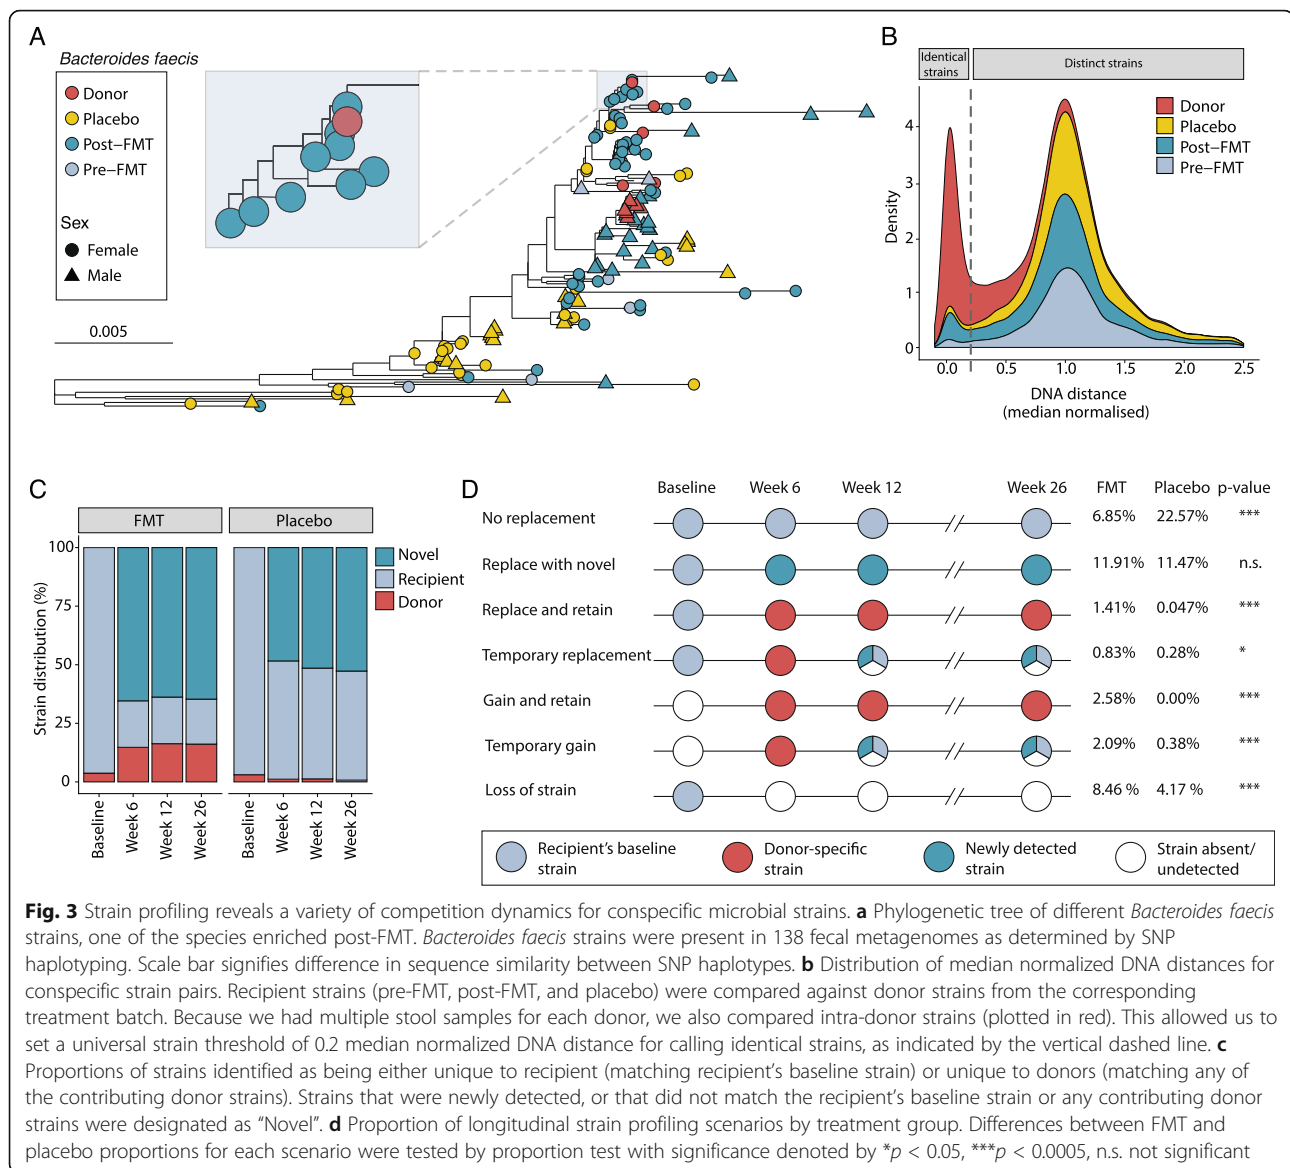 A
Bacteroides faecis
Donor
Placebo
Post–FMT
Pre–FMT
Sex
Female
Male
0.005
B
Identical strains
Distinct strains
Donor
Placebo
Post–FMT
Pre–FMT
Density
4
3
2
1
0
0.0 0.5 1.0 1.5 2.0 2.5
DNA distance
(median normalised)
C
FMT Placebo
Novel
Recipient
Donor
Strain distribution (%)
100
75
50
25
0
Baseline Week 6 Week 12 Week 26 Baseline Week 6 Week 12 Week 26
D
Baseline Week 6 Week 12 Week 26 FMT Placebo p-value
No replacement // 6.85% 22.57% ***
Replace with novel // 11.91% 11.47% n.s.
Replace and retain // 1.41% 0.047% ***
Temporary replacement // 0.83% 0.28% *
Gain and retain // 2.58% 0.00% ***
Temporary gain // 2.09% 0.38% ***
Loss of strain // 8.46 % 4.17 % ***
Recipient's baseline strain
Donor-specific strain
Newly detected strain
Strain absent/ undetected
Fig. 3 Strain profiling reveals a variety of competition dynamics for conspecific microbial strains. a Phylogenetic tree of different Bacteroides faecis
strains, one of the species enriched post-FMT. Bacteroides faecis strains were present in 138 fecal metagenomes as determined by SNP
haplotyping. Scale bar signifies difference in sequence similarity between SNP haplotypes. b Distribution of median normalized DNA distances for
conspecific strain pairs. Recipient strains (pre-FMT, post-FMT, and placebo) were compared against donor strains from the corresponding
treatment batch. Because we had multiple stool samples for each donor, we also compared intra-donor strains (plotted in red). This allowed us to
set a universal strain threshold of 0.2 median normalized DNA distance for calling identical strains, as indicated by the vertical dashed line. c
Proportions of strains identified as being either unique to recipient (matching recipient's baseline strain) or unique to donors (matching any of
the contributing donor strains). Strains that were newly detected, or that did not match the recipient's baseline strain or any contributing donor
strains were designated as "Novel". d Proportion of longitudinal strain profiling scenarios by treatment group. Differences between FMT and
placebo proportions for each scenario were tested by proportion test with significance denoted by *p < 0.05, ***p < 0.0005, n.s. not significant